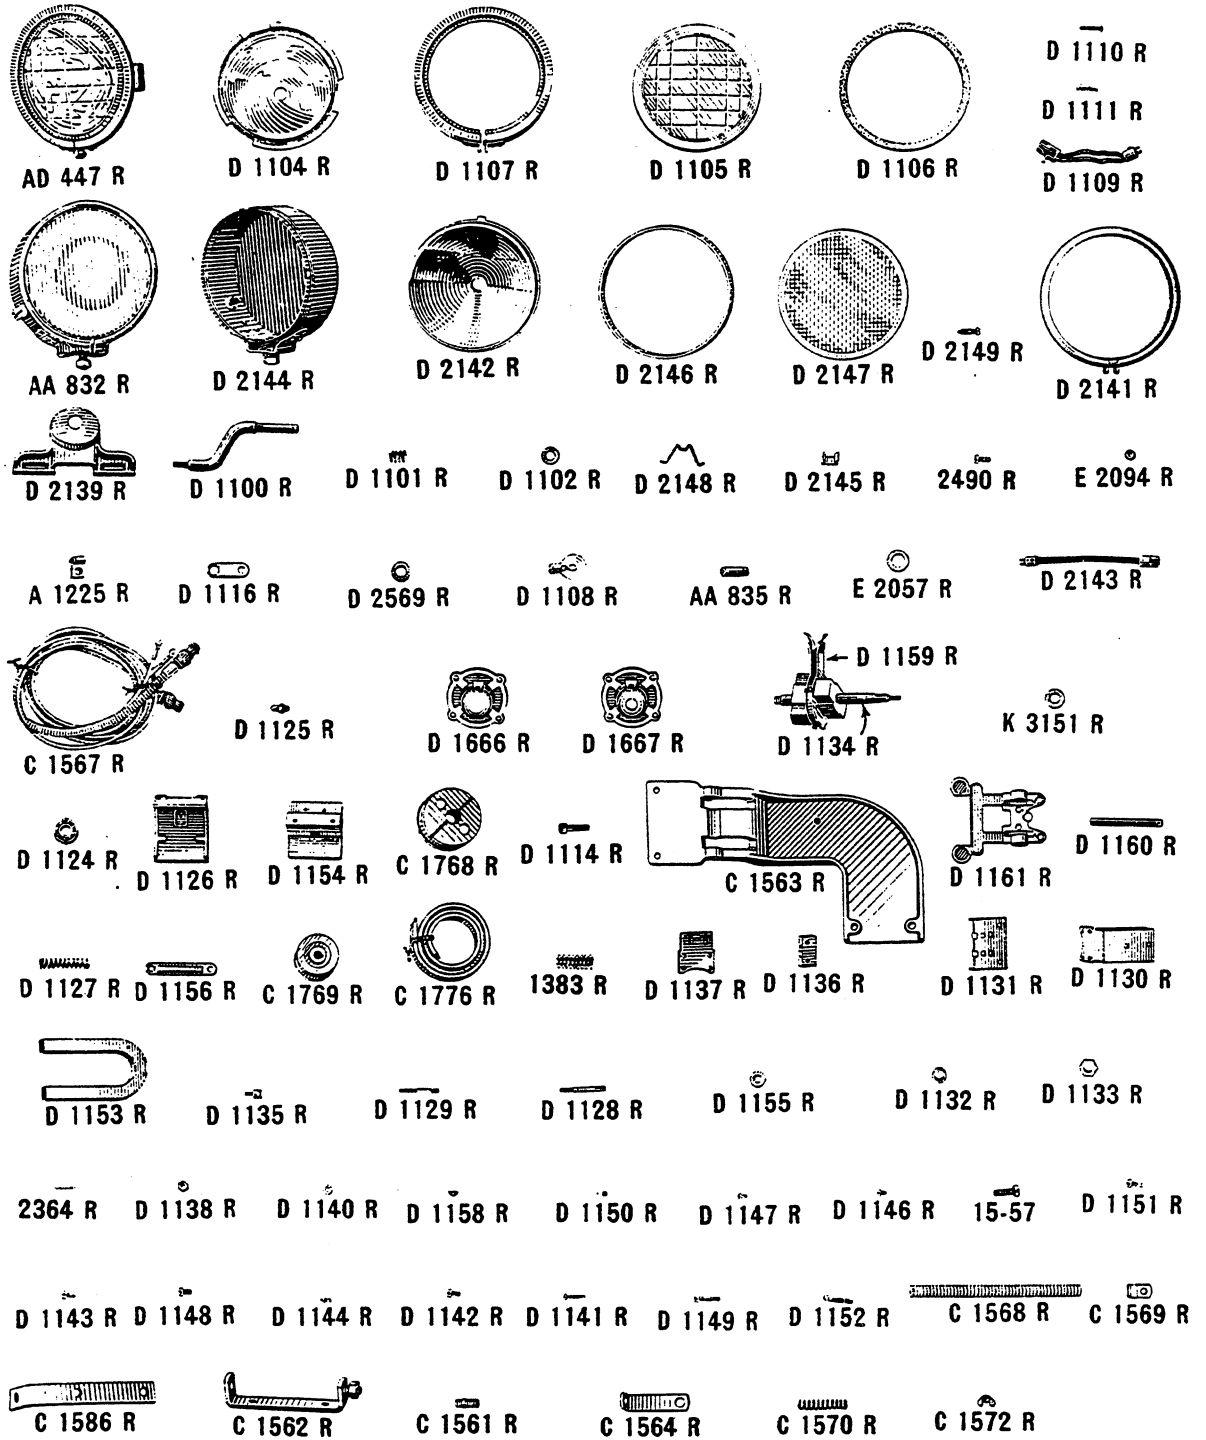 D 1110 R
D 1111 R
AD 447 R
D 1104 R
D 1107 R
D 1105 R
D 1106 R
D 1109 R
AA 832 R
D 2144 R
D 2142 R
D 2146 R
D 2147 R
D 2149 R
D 2141 R
D 2139 R
D 1100 R
D 1101 R
D 1102 R
D 2148 R
D 2145 R
2490 R
E 2094 R
A 1225 R
D 1116 R
D 2569 R
D 1108 R
AA 835 R
E 2057 R
D 2143 R
D 1159 R
C 1567 R
D 1125 R
D 1666 R
D 1667 R
D 1134 R
K 3151 R
D 1124 R
D 1126 R
D 1154 R
C 1768 R
D 1114 R
C 1563 R
D 1161 R
D 1160 R
D 1127 R
D 1156 R
C 1769 R
C 1776 R
1383 R
D 1137 R
D 1136 R
D 1131 R
D 1130 R
D 1153 R
D 1135 R
D 1129 R
D 1128 R
D 1155 R
D 1132 R
D 1133 R
2364 R
D 1138 R
D 1140 R
D 1158 R
D 1150 R
D 1147 R
D 1146 R
15-57
D 1151 R
D 1143 R
D 1148 R
D 1144 R
D 1142 R
D 1141 R
D 1149 R
D 1152 R
C 1568 R
C 1569 R
C 1586 R
C 1562 R
C 1561 R
C 1564 R
C 1570 R
C 1572 R